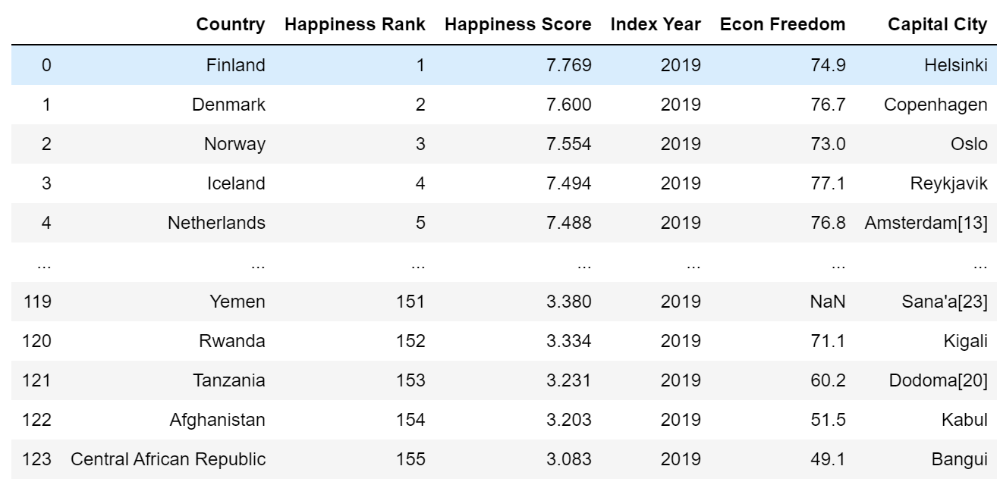 Country Happiness Rank Happiness Score Index Year Econ Freedom Capital City
0 Finland 1 7.769 2019 74.9 Helsinki
1 Denmark 2 7.600 2019 76.7 Copenhagen
2 Norway 3 7.554 2019 73.0 Oslo
3 Iceland 4 7.494 2019 77.1 Reykjavik
4 Netherlands 5 7.488 2019 76.8 Amsterdam[13]
... ... ... ... ... ... ...
119 Yemen 151 3.380 2019 NaN Sana'a[23]
120 Rwanda 152 3.334 2019 71.1 Kigali
121 Tanzania 153 3.231 2019 60.2 Dodoma[20]
122 Afghanistan 154 3.203 2019 51.5 Kabul
123 Central African Republic 155 3.083 2019 49.1 Bangui